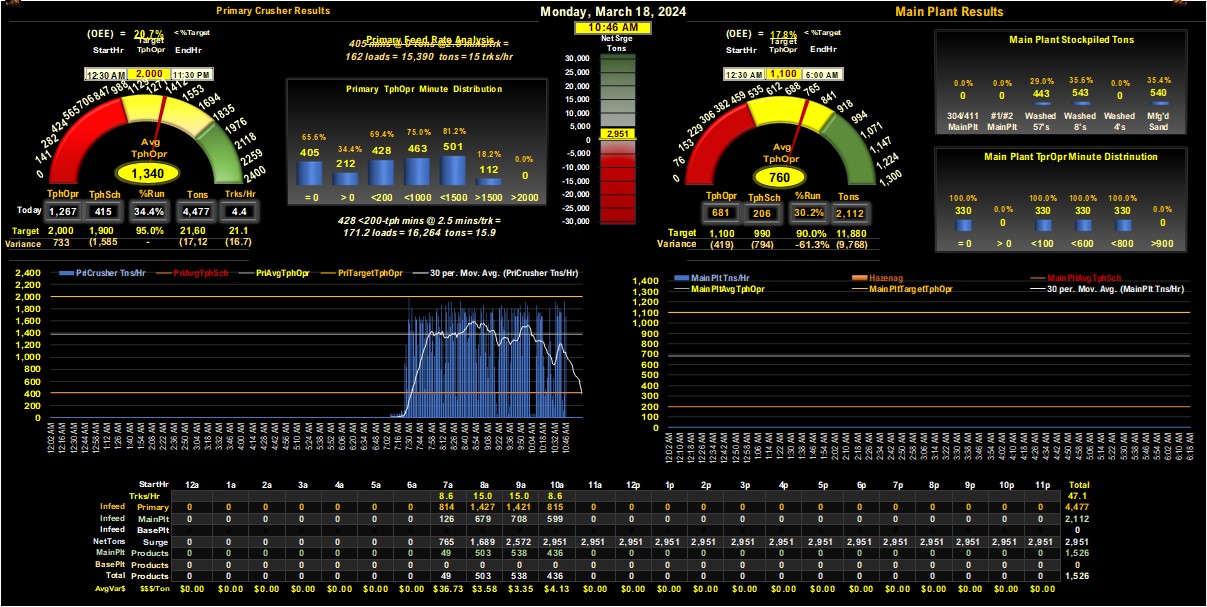 Primary Crusher Results
Monday, March 18, 2024
Main Plant Results
10:46 AM
(OEE) = 20.7% < %Target
Target
StartHr TphOpr EndHr
12:30 AM 2,000 11:30 PM
0 141 282 424 565 706 847 988 1129 1271 1412 1553 1694 1835 1976 2118 2259 2400
Avg
TphOpr
1,340
TphOpr TphSch %Run Tons Trks/Hr
Today 1,267 415 34.4% 4,477 4.4
Target 2,000 1,900 95.0% 21,60 21.1
Variance 733 (1,585 - (17,12 (16.7)
Primary Feed Rate Analysis
405 mins @ 0 tons @2.5 mins/trk =
162 loads = 15,390 tons = 15 trks/hr
Primary TphOpr Minute Distribution
65.6% 34.4% 69.4% 75.0% 81.2% 18.2% 0.0%
405 212 428 463 501 112 0
= 0 > 0 <200 <1000 <1500 >1500 >2000
428 <200-tph mins @ 2.5 mins/trk =
171.2 loads = 16,264 tons = 15.9
Net Srge
Tons
30,000
25,000
20,000
15,000
10,000
5,000
2,951
0
-5,000
-10,000
-15,000
-20,000
-25,000
-30,000
(OEE) = 17.8% < %Target
Target
StartHr TphOpr EndHr
12:30 AM 1,100 6:00 AM
0 76 153 229 306 382 459 535 612 688 765 841 918 994 1,071 1,147 1,224 1,300
Avg
TphOpr
760
TphOpr TphSch %Run Tons
681 206 30.2% 2,112
Target 1,100 990 90.0% 11,880
Variance (419) (794) -61.3% (9,768)
Main Plant Stockpiled Tons
0.0% 0.0% 29.0% 35.6% 0.0% 35.4%
0 0 443 543 0 540
304/411 #1/#2 Washed Washed Washed Mfg'd
MainPlt MainPlt 57's 8's 4's Sand
Main Plant TprOpr Minute Distrinution
100.0% 0.0% 100.0% 100.0% 100.0% 0.0%
330 0 330 330 330 0
= 0 > 0 <100 <600 <800 >900
PriCrusher Tns/Hr PriAvgTphSch PriAvgTphOpr PriTargetTphOpr 30 per. Mov. Avg. (PriCrusher Tns/Hr)
2,400
2,200
2,000
1,800
1,600
1,400
1,200
1,000
800
600
400
200
0
12:02 AM 12:16 AM 12:30 AM 12:44 AM 12:58 AM 1:12 AM 1:26 AM 1:40 AM 1:54 AM 2:08 AM 2:22 AM 2:36 AM 2:50 AM 3:04 AM 3:18 AM 3:32 AM 3:46 AM 4:00 AM 4:14 AM 4:28 AM 4:42 AM 4:56 AM 5:10 AM 5:24 AM 5:38 AM 5:52 AM 6:06 AM 6:20 AM 6:34 AM 6:48 AM 7:02 AM 7:16 AM 7:30 AM 7:44 AM 7:58 AM 8:12 AM 8:26 AM 8:40 AM 8:54 AM 9:08 AM 9:22 AM 9:36 AM 9:50 AM 10:04 AM 10:18 AM 10:32 AM 10:46 AM
MainPlt Tns/Hr Hazenag MainPltAvgTphSch
MainPltAvgTphOpr MainPltTargetTphOpr 30 per. Mov. Avg. (MainPlt Tns/Hr)
1,400
1,300
1,200
1,100
1,000
900
800
700
600
500
400
300
200
100
0
12:02 AM 12:10 AM 12:18 AM 12:26 AM 12:34 AM 12:42 AM 12:50 AM 12:58 AM 1:06 AM 1:14 AM 1:22 AM 1:30 AM 1:38 AM 1:46 AM 1:54 AM 2:02 AM 2:10 AM 2:18 AM 2:26 AM 2:34 AM 2:42 AM 2:50 AM 2:58 AM 3:06 AM 3:14 AM 3:22 AM 3:30 AM 3:38 AM 3:46 AM 3:54 AM 4:02 AM 4:10 AM 4:18 AM 4:26 AM 4:34 AM 4:42 AM 4:50 AM 4:58 AM 5:06 AM 5:14 AM 5:22 AM 5:30 AM 5:38 AM 5:46 AM 5:54 AM 6:02 AM 6:10 AM 6:18 AM
StartHr 12a 1a 2a 3a 4a 5a 6a 7a 8a 9a 10a 11a 12p 1p 2p 3p 4p 5p 6p 7p 8p 9p 10p 11p Total
Trks/Hr 8.6 15.0 15.0 8.6 47.1
Infeed Primary 0 0 0 0 0 0 0 814 1,427 1,421 815 0 0 0 0 0 0 0 0 0 0 0 0 0 4,477
Infeed MainPlt 0 0 0 0 0 0 0 126 679 708 599 0 0 0 0 0 0 0 0 0 0 0 0 0 2,112
Infeed BasePlt 0
NetTons Surge 0 0 0 0 0 0 0 765 1,689 2,572 2,951 2,951 2,951 2,951 2,951 2,951 2,951 2,951 2,951 2,951 2,951 2,951 2,951 2,951 2,951
MainPlt Products 0 0 0 0 0 0 0 49 503 538 436 0 0 0 0 0 0 0 0 0 0 0 0 0 1,526
BasePlt Products 0 0 0 0 0 0 0 0 0 0 0 0 0 0 0 0 0 0 0 0 0 0 0 0 0
Total Products 0 0 0 0 0 0 0 49 503 538 436 0 0 0 0 0 0 0 0 0 0 0 0 0 1,526
AvgVar$ $$$/Ton $0.00 $0.00 $0.00 $0.00 $0.00 $0.00 $0.00 $36.73 $3.58 $3.35 $4.13 $0.00 $0.00 $0.00 $0.00 $0.00 $0.00 $0.00 $0.00 $0.00 $0.00 $0.00 $0.00 $0.00